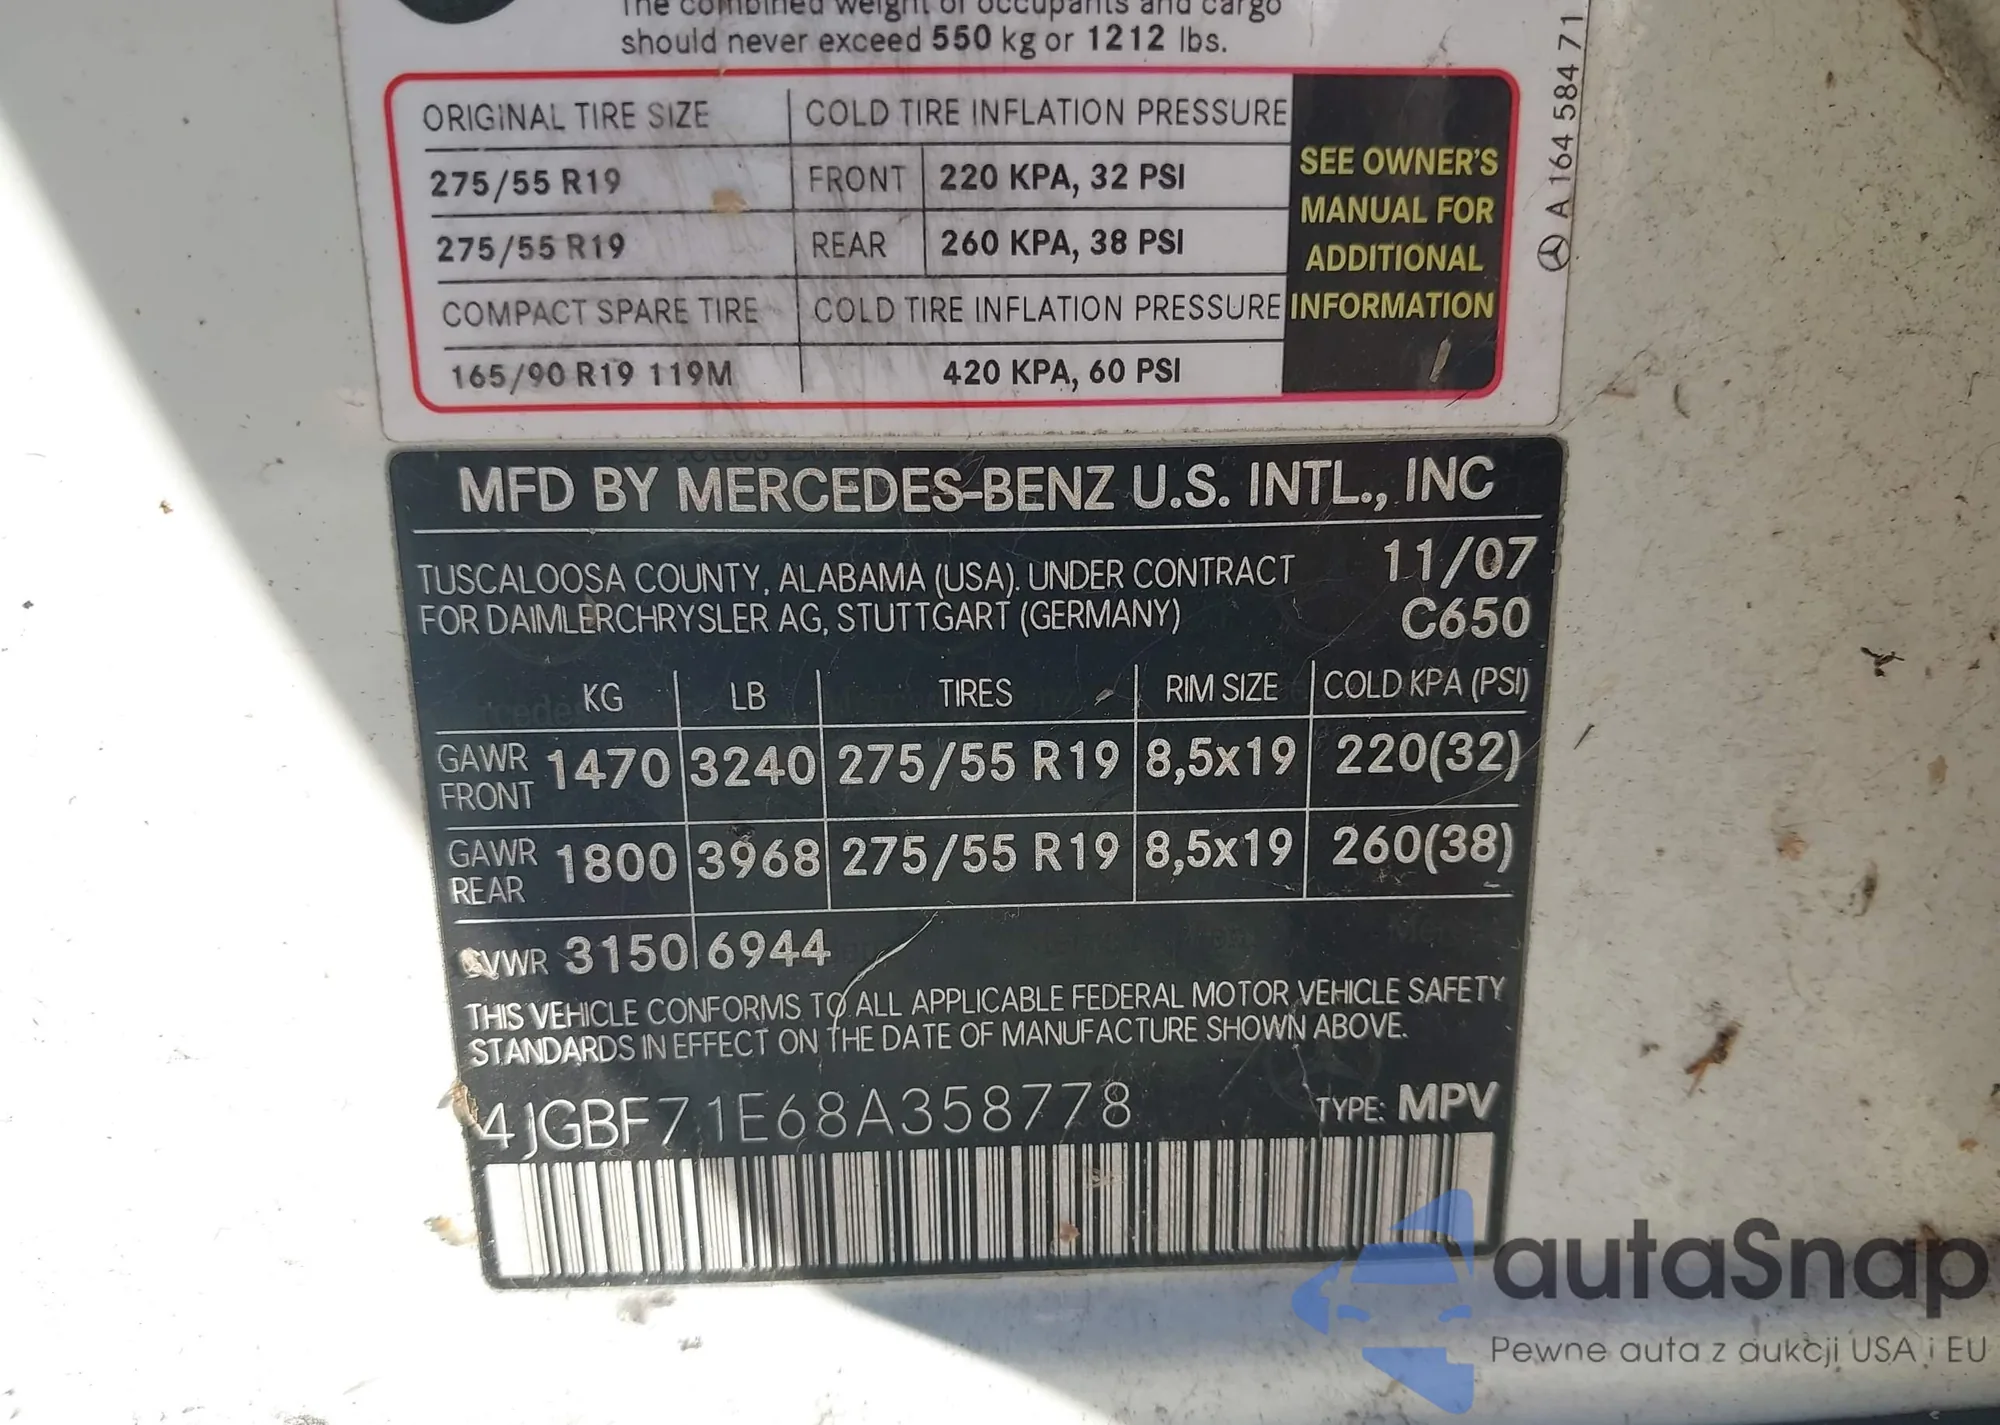 The combined weight of occupants and cargo
should never exceed 550 kg or 1212 lbs.
ORIGINAL TIRE SIZE COLD TIRE INFLATION PRESSURE
275/55 R19 FRONT 220 KPA, 32 PSI
275/55 R19 REAR 260 KPA, 38 PSI
COMPACT SPARE TIRE COLD TIRE INFLATION PRESSURE
165/90 R19 119M 420 KPA, 60 PSI
SEE OWNER'S
MANUAL FOR
ADDITIONAL
INFORMATION
A 164 584 71
MFD BY MERCEDES-BENZ U.S. INTL., INC
TUSCALOOSA COUNTY, ALABAMA (USA). UNDER CONTRACT 11/07
FOR DAIMLERCHRYSLER AG, STUTTGART (GERMANY) C650
KG LB TIRES RIM SIZE COLD KPA (PSI)
GAWR FRONT 1470 3240 275/55 R19 8,5x19 220(32)
GAWR REAR 1800 3968 275/55 R19 8,5x19 260(38)
GVWR 3150 6944
THIS VEHICLE CONFORMS TO ALL APPLICABLE FEDERAL MOTOR VEHICLE SAFETY
STANDARDS IN EFFECT ON THE DATE OF MANUFACTURE SHOWN ABOVE.
4JGBF71E68A358778 TYPE: MPV
autaSnap
Pewne auta z aukcji USA i EU